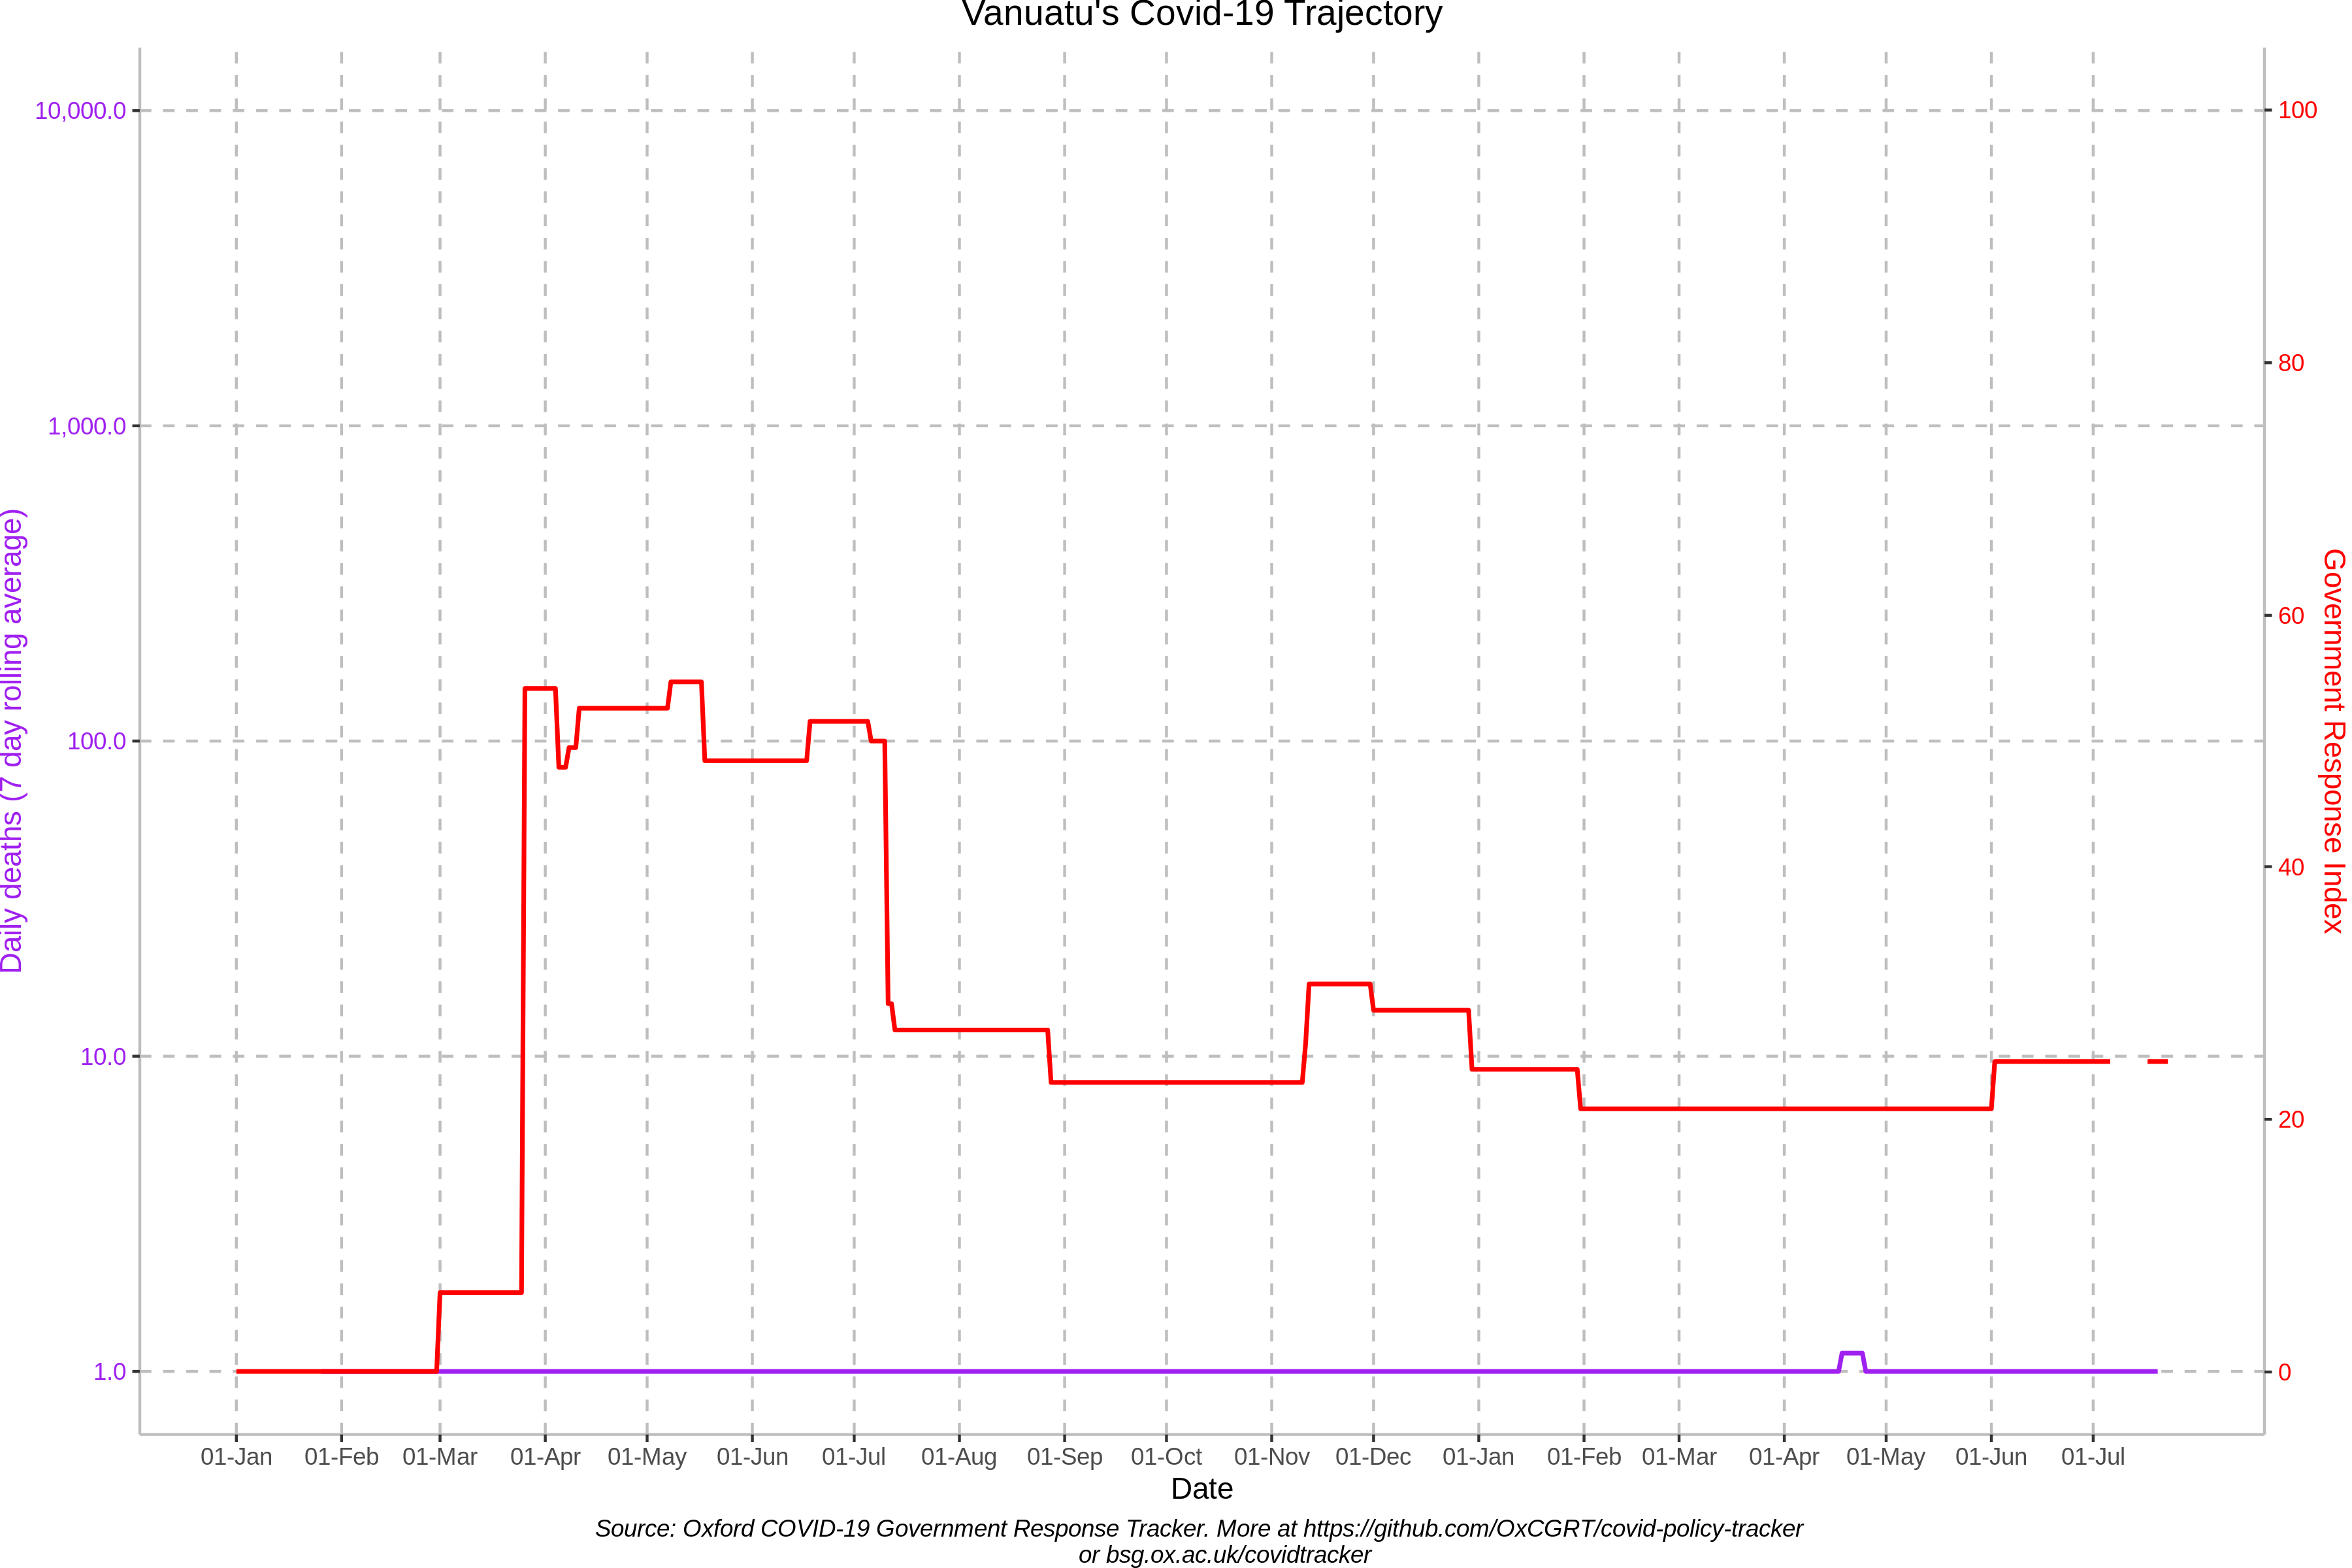 Vanuatu's Covid-19 Trajectory
10,000.0
1,000.0
100.0
10.0
1.0
Daily deaths (7 day rolling average)
100
80
60
40
20
0
Government Response Index
01-Jan 01-Feb 01-Mar 01-Apr 01-May 01-Jun 01-Jul 01-Aug 01-Sep 01-Oct 01-Nov 01-Dec 01-Jan 01-Feb 01-Mar 01-Apr 01-May 01-Jun 01-Jul
Date
Source: Oxford COVID-19 Government Response Tracker. More at https://github.com/OxCGRT/covid-policy-tracker
or bsg.ox.ac.uk/covidtracker